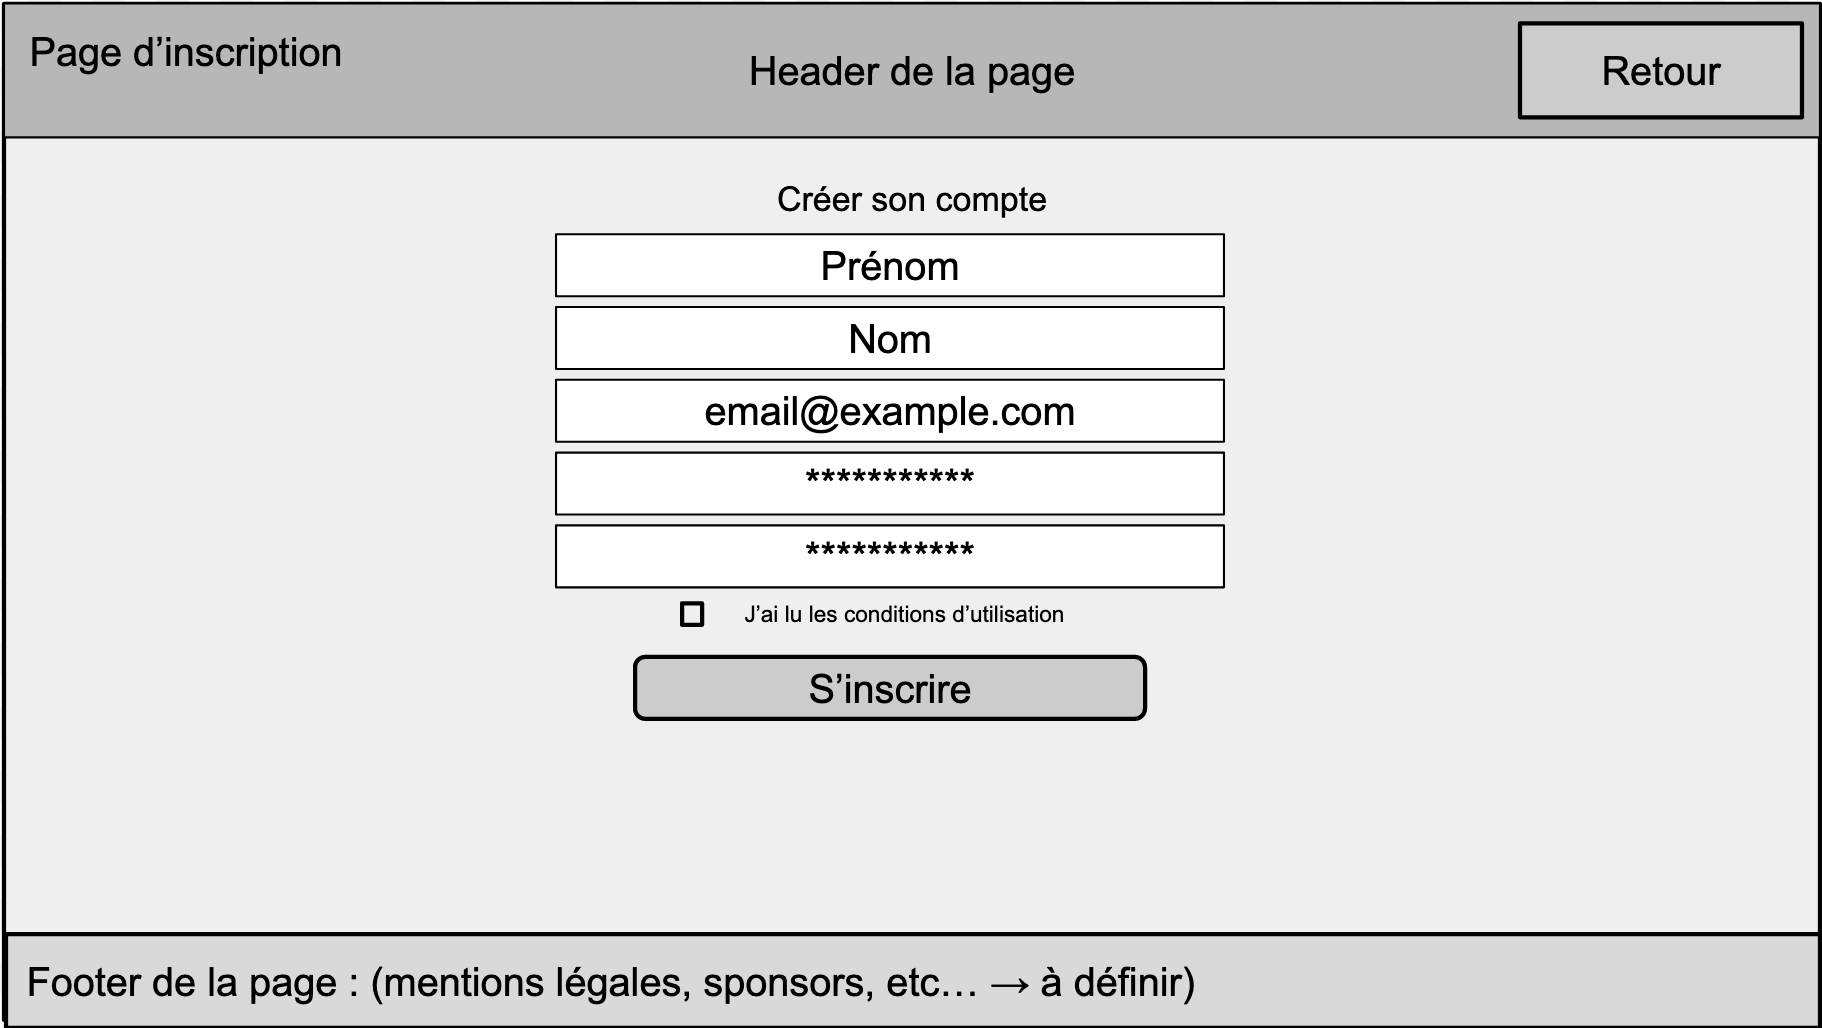 Page d’inscription
Header de la page
Retour
Créer son compte
Prénom
Nom
email@example.com
***********
***********
J’ai lu les conditions d’utilisation
S’inscrire
Footer de la page : (mentions légales, sponsors, etc… → à définir)